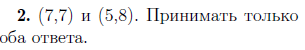 2. (7,7) и (5,8). Принимать только
оба ответа.